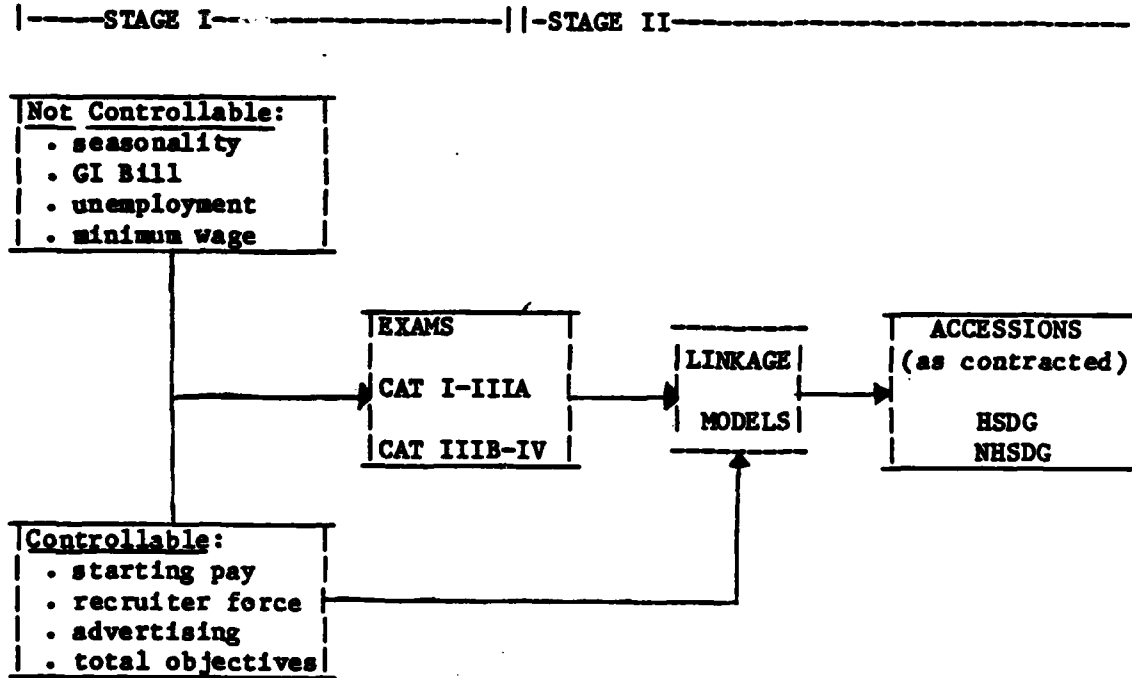 STAGE I
STAGE II
Not Controllable:
. seasonality
. GI Bill
. unemployment
. minimum wage
EXAMS
CAT I-IIIA
CAT IIIB-IV
LINKAGE
MODELS
ACCESSIONS
(as contracted)
HSDG
NHSDG
Controllable:
. starting pay
. recruiter force
. advertising
. total objectives